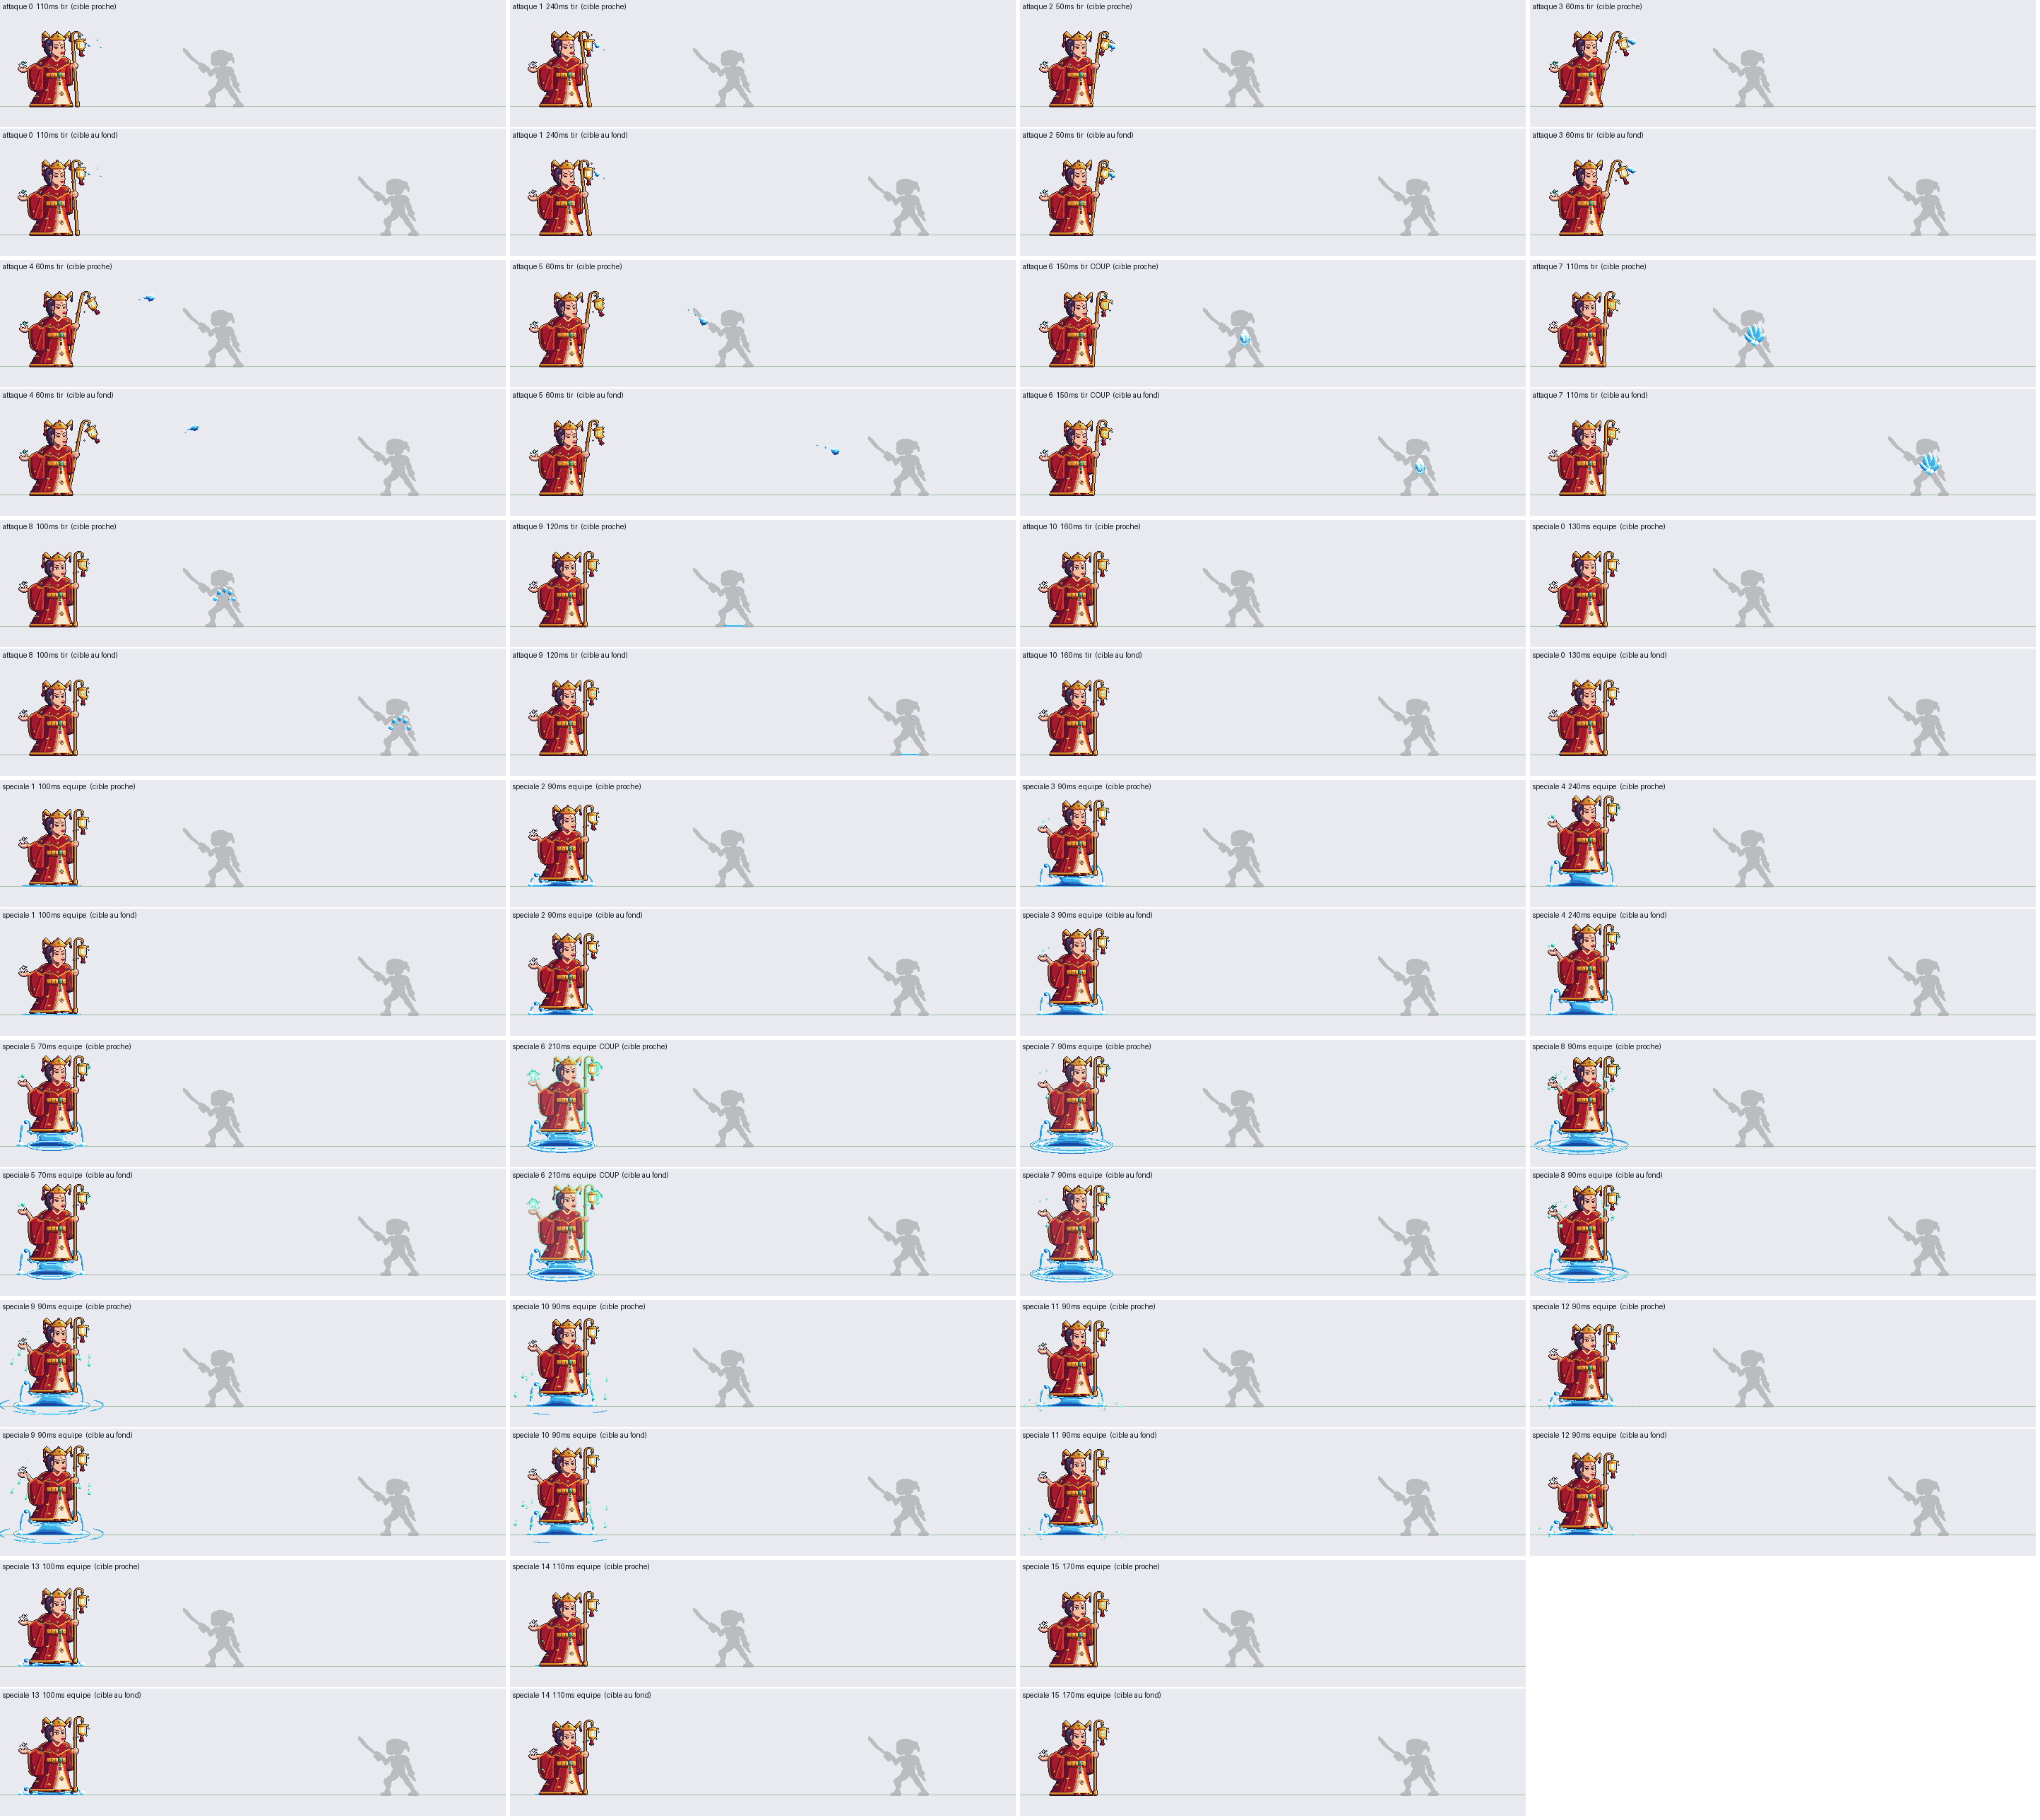 attaque 0 110ms tir (cible proche)
attaque 1 240ms tir (cible proche)
attaque 2 50ms tir (cible proche)
attaque 3 60ms tir (cible proche)
attaque 0 110ms tir (cible au fond)
attaque 1 240ms tir (cible au fond)
attaque 2 50ms tir (cible au fond)
attaque 3 60ms tir (cible au fond)
attaque 4 60ms tir (cible proche)
attaque 5 60ms tir (cible proche)
attaque 6 150ms tir COUP (cible proche)
attaque 7 110ms tir (cible proche)
attaque 4 60ms tir (cible au fond)
attaque 5 60ms tir (cible au fond)
attaque 6 150ms tir COUP (cible au fond)
attaque 7 110ms tir (cible au fond)
attaque 8 100ms tir (cible proche)
attaque 9 120ms tir (cible proche)
attaque 10 160ms tir (cible proche)
speciale 0 130ms equipe (cible proche)
attaque 8 100ms tir (cible au fond)
attaque 9 120ms tir (cible au fond)
attaque 10 160ms tir (cible au fond)
speciale 0 130ms equipe (cible au fond)
speciale 1 100ms equipe (cible proche)
speciale 2 90ms equipe (cible proche)
speciale 3 90ms equipe (cible proche)
speciale 4 240ms equipe (cible proche)
speciale 1 100ms equipe (cible au fond)
speciale 2 90ms equipe (cible au fond)
speciale 3 90ms equipe (cible au fond)
speciale 4 240ms equipe (cible au fond)
speciale 5 70ms equipe (cible proche)
speciale 6 210ms equipe COUP (cible proche)
speciale 7 90ms equipe (cible proche)
speciale 8 90ms equipe (cible proche)
speciale 5 70ms equipe (cible au fond)
speciale 6 210ms equipe COUP (cible au fond)
speciale 7 90ms equipe (cible au fond)
speciale 8 90ms equipe (cible au fond)
speciale 9 90ms equipe (cible proche)
speciale 10 90ms equipe (cible proche)
speciale 11 90ms equipe (cible proche)
speciale 12 90ms equipe (cible proche)
speciale 9 90ms equipe (cible au fond)
speciale 10 90ms equipe (cible au fond)
speciale 11 90ms equipe (cible au fond)
speciale 12 90ms equipe (cible au fond)
speciale 13 100ms equipe (cible proche)
speciale 14 110ms equipe (cible proche)
speciale 15 170ms equipe (cible proche)
speciale 13 100ms equipe (cible au fond)
speciale 14 110ms equipe (cible au fond)
speciale 15 170ms equipe (cible au fond)